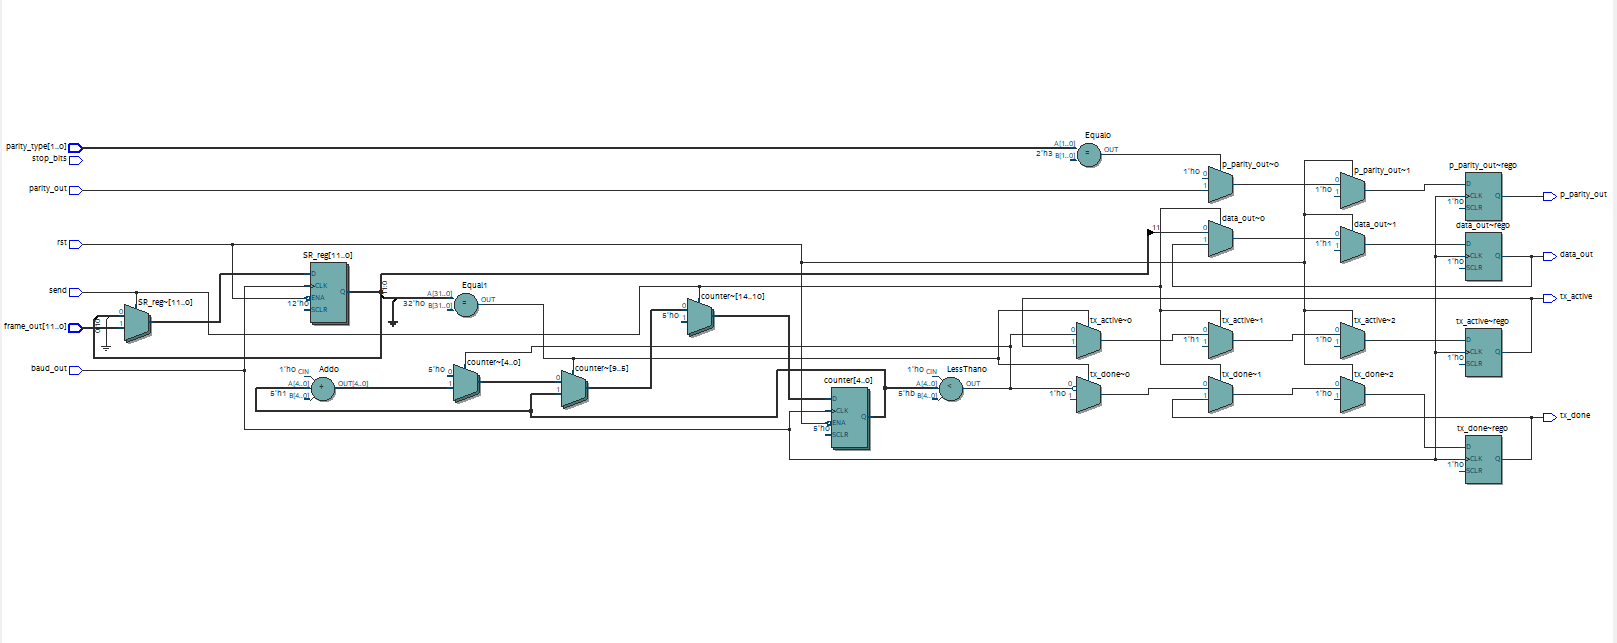 Equal0
parity_type[1..0]
A[1..0]
2'h3 B[1..0]
=
OUT
stop_bits
p_parity_out~0
1'h0
0
1
p_parity_out~1
0
1'h0 1
p_parity_out~reg0
D
CLK
Q
1'h0
SCLR
p_parity_out
parity_out
data_out~0
11
0
1
data_out~1
0
1'h1 1
data_out~reg0
D
CLK
Q
1'h0
SCLR
data_out
rst
SR_reg[11..0]
D
CLK
Q
ENA
12'h0
SCLR
send
SR_reg~[11..0]
0
1
frame_out[11..0]
Equal1
A[31..0]
32'h0 B[31..0]
=
OUT
counter~[14..10]
0
5'h0 1
tx_active
tx_active~0
0
1
tx_active~1
0
1'h1 1
tx_active~2
0
1'h0 1
tx_active~reg0
D
CLK
Q
1'h0
SCLR
baud_out
Add0
1'h0 CIN
A[4..0]
5'h1 B[4..0]
+
OUT[4..0]
counter~[4..0]
5'h0 0
1
counter~[9..5]
0
1
counter[4..0]
D
CLK
Q
ENA
5'h0
SCLR
LessThan0
1'h0 CIN
A[4..0]
5'hb B[4..0]
<
OUT
tx_done~0
0
1'h0 1
tx_done~1
0
1
tx_done~2
0
1'h0 1
tx_done
tx_done~reg0
D
CLK
Q
1'h0
SCLR